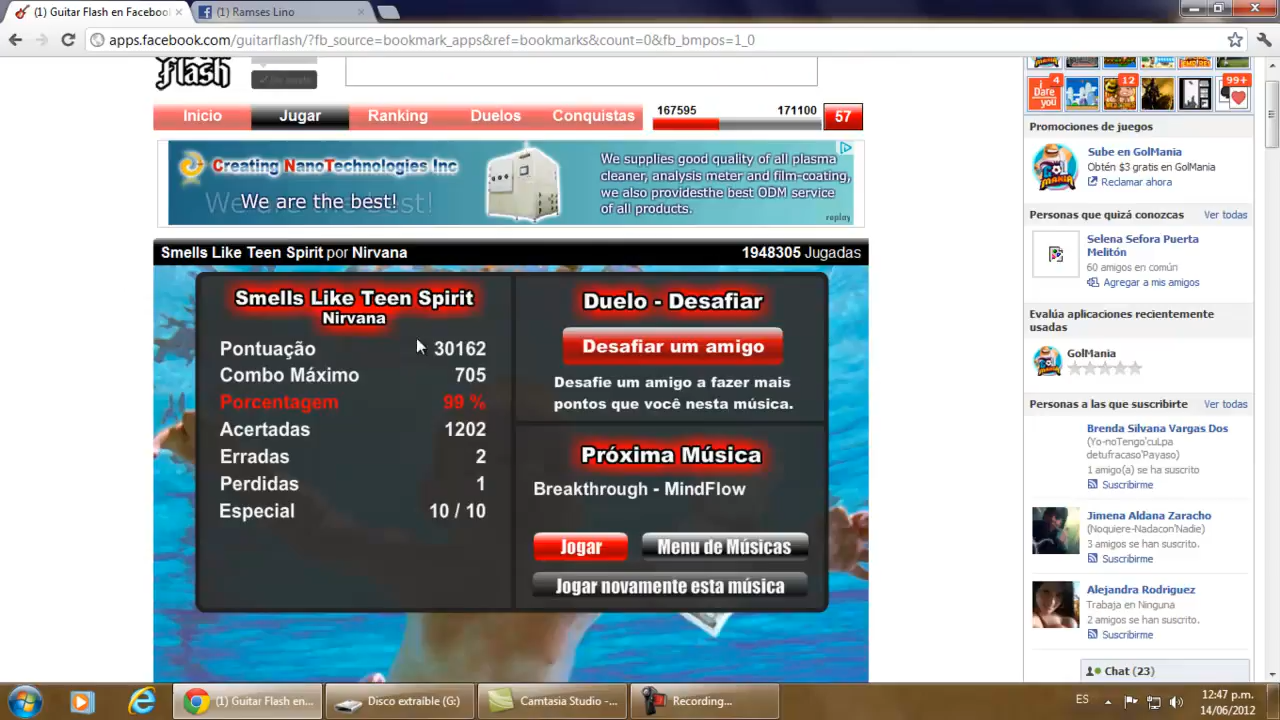 (1) Guitar Flash en Faceboo
(1) Ramses Lino
apps.facebook.com/guitarflash/?fb_source=bookmark_apps&ref=bookmarks&count=0&fb_bmpos=1_0
Flash
Inicio
Jugar
Ranking
Duelos
Conquistas
167595
171100
57
Creating NanoTechnologies Inc
We are the best!
We supplies good quality of all plasma
cleaner, analysis meter and film-coating,
we also providesthe best ODM service
of all products.
replay
Smells Like Teen Spirit por Nirvana
1948305 Jugadas
Smells Like Teen Spirit
Nirvana
Pontuação 30162
Combo Máximo 705
Porcentagem 99 %
Acertadas 1202
Erradas 2
Perdidas 1
Especial 10 / 10
Duelo - Desafiar
Desafiar um amigo
Desafie um amigo a fazer mais
pontos que você nesta música.
Próxima Música
Breakthrough - MindFlow
Jogar
Menu de Músicas
Jogar novamente esta música
4
12
99+
I Dare you
Promociones de juegos
Sube en GolMania
Obtén $3 gratis en GolMania
Reclamar ahora
Personas que quizá conozcas
Ver todas
Selena Sefora Puerta
Melitón
60 amigos en común
Agregar a mis amigos
Evalúa aplicaciones recientemente
usadas
GolMania
Personas a las que suscribirte
Ver todas
Brenda Silvana Vargas Dos
(Yo-noTengo'cuLpa
detufracaso'Payaso)
1 amigo(a) se ha suscrito
Suscribirme
Jimena Aldana Zaracho
(Noquiere-Nadacon'Nadie)
3 amigos se han suscrito.
Suscribirme
Alejandra Rodriguez
Trabaja en Ninguna
2 amigos se han suscrito.
Suscribirme
Chat (23)
(1) Guitar Flash en...
Disco extraíble (G:)
Camtasia Studio -...
Recording...
ES
12:47 p.m.
14/06/2012